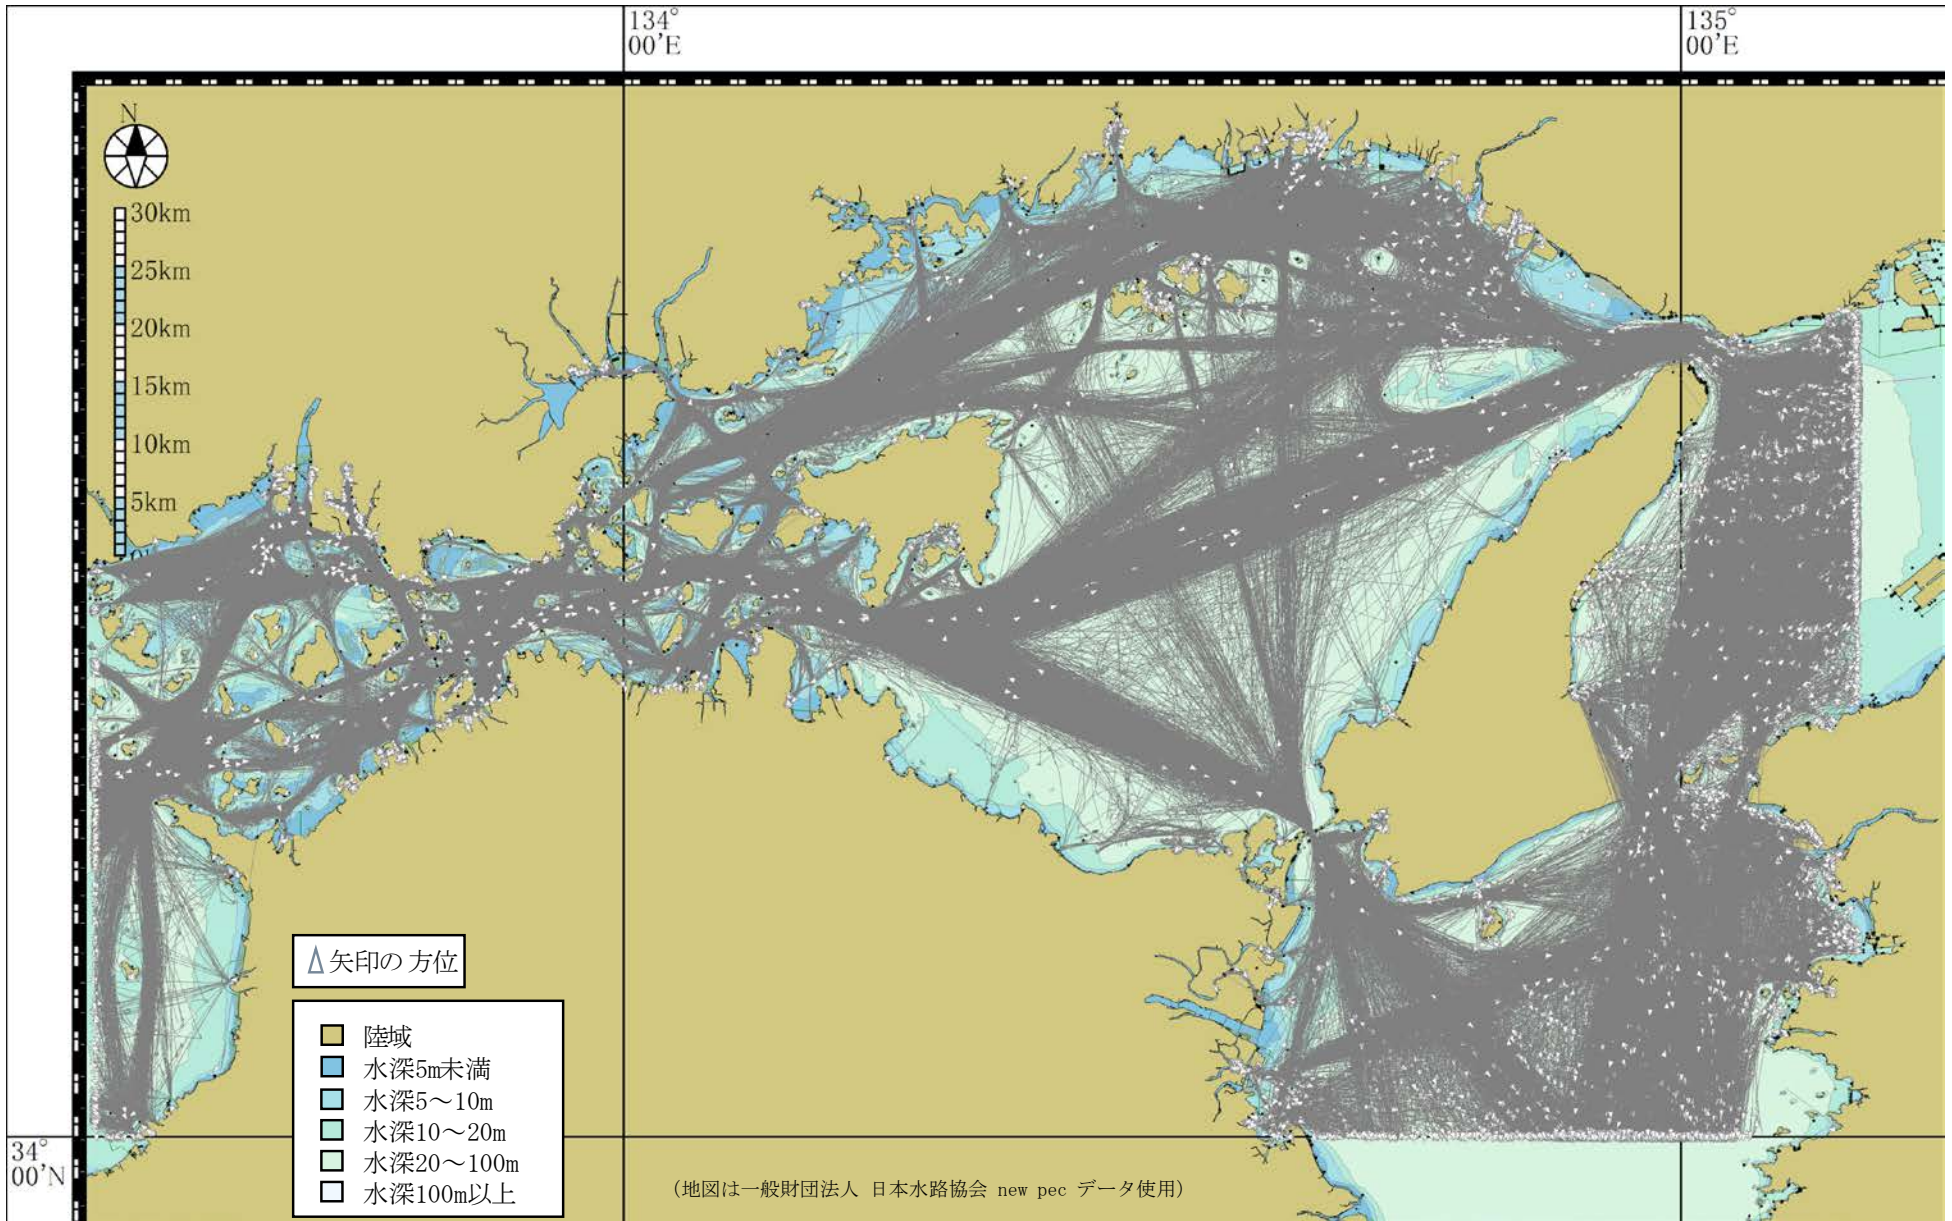 134°
00'E
135°
00'E
N
30km
25km
20km
15km
10km
5km
△矢印の方位
陸域
水深5m未満
水深5～10m
水深10～20m
水深20～100m
水深100m以上
34°
00'N
(地図は一般財団法人 日本水路協会 new pec データ使用)